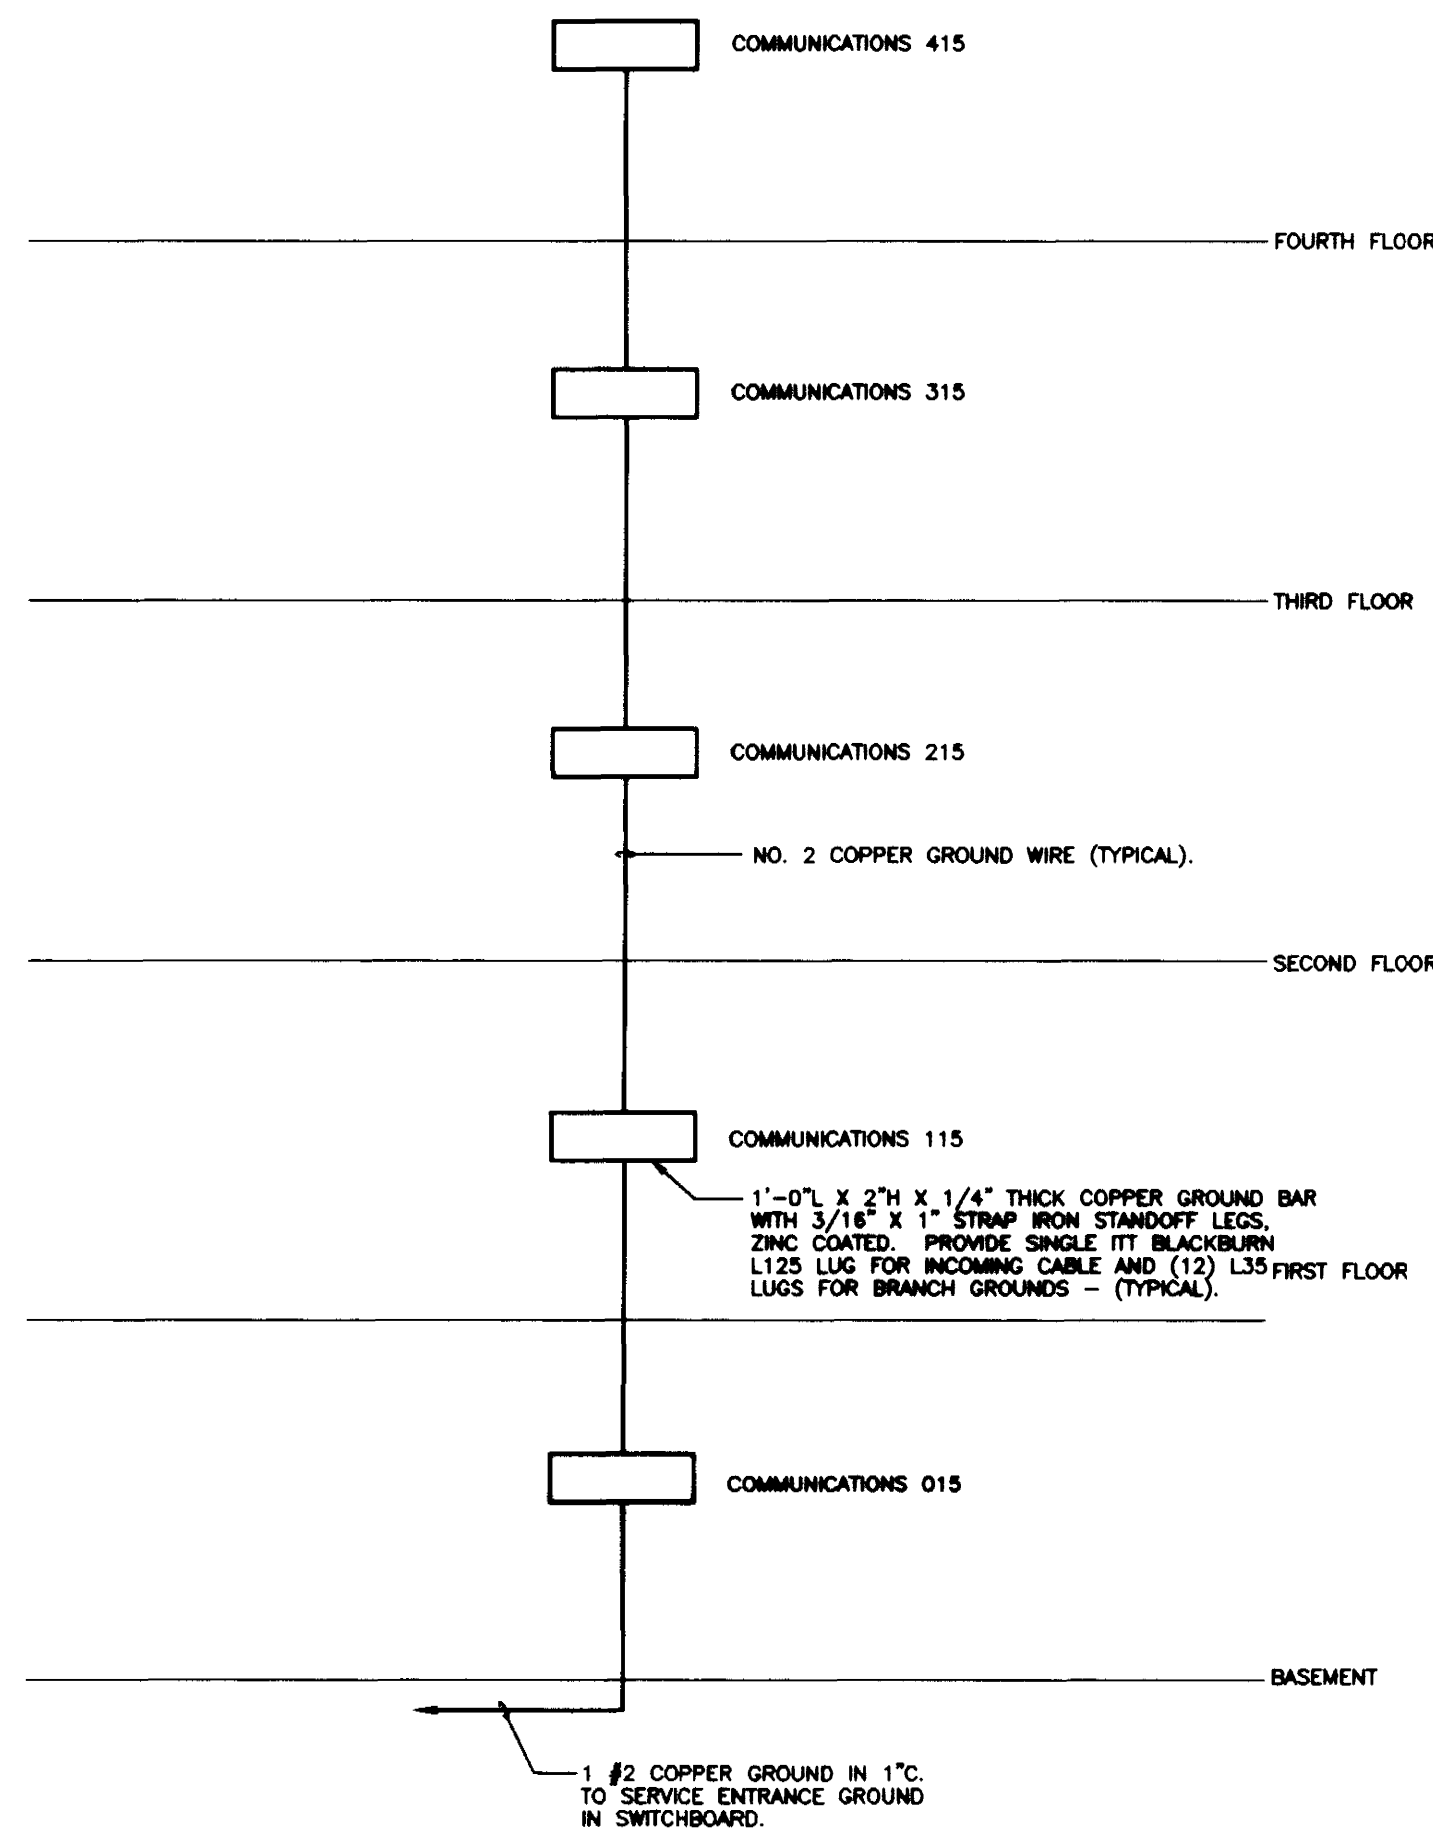 COMMUNICATIONS 415
FOURTH FLOOR
COMMUNICATIONS 315
THIRD FLOOR
COMMUNICATIONS 215
NO. 2 COPPER GROUND WIRE (TYPICAL).
SECOND FLOOR
COMMUNICATIONS 115
1'-0"L X 2"H X 1/4" THICK COPPER GROUND BAR
WITH 3/16" X 1" STRAP IRON STANDOFF LEGS,
ZINC COATED. PROVIDE SINGLE ITT BLACKBURN
L125 LUG FOR INCOMING CABLE AND (12) L35
LUGS FOR BRANCH GROUNDS – (TYPICAL).
FIRST FLOOR
COMMUNICATIONS 015
BASEMENT
1 #2 COPPER GROUND IN 1"C.
TO SERVICE ENTRANCE GROUND
IN SWITCHBOARD.